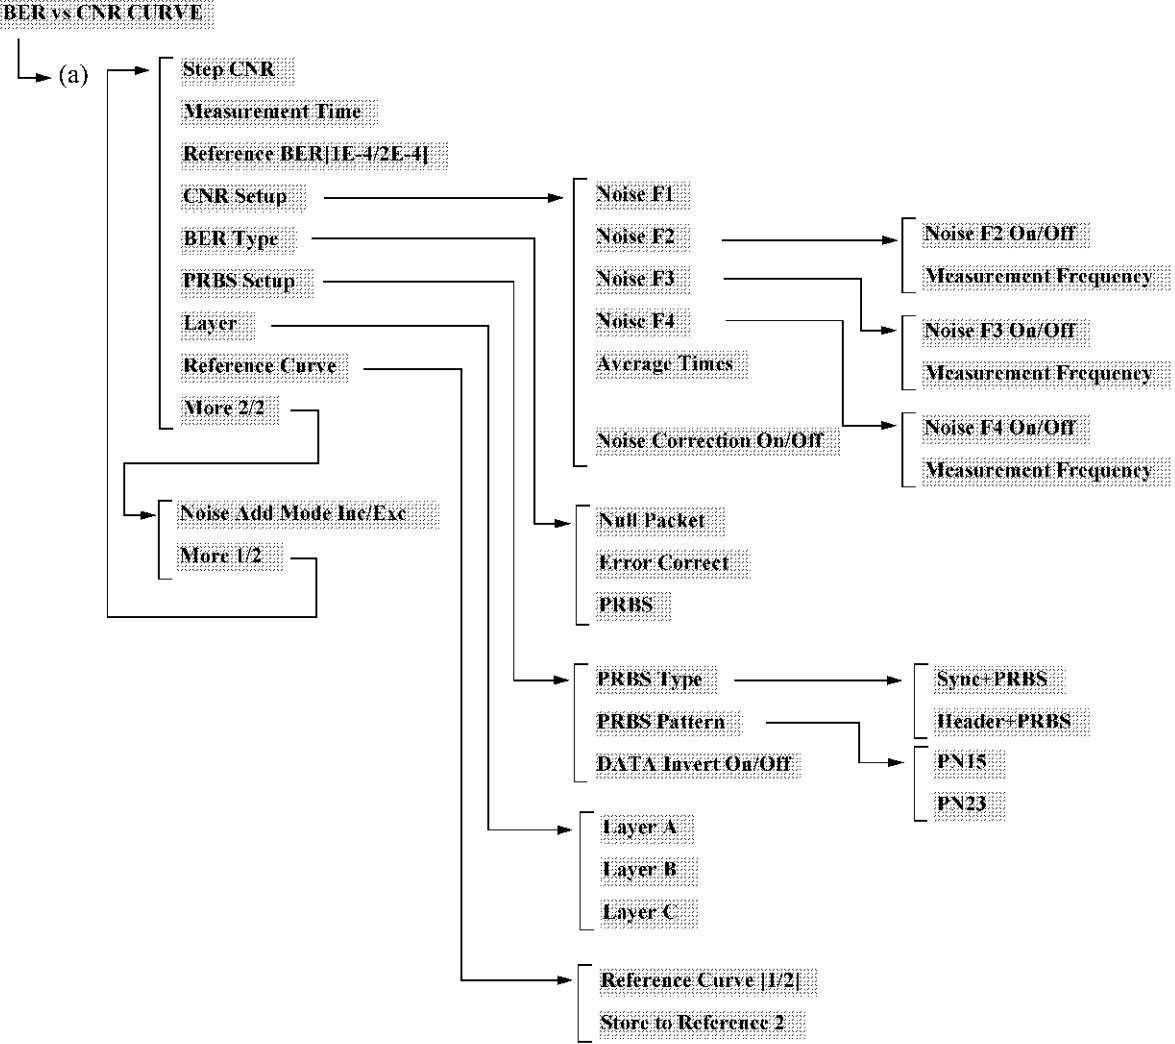 BER vs CNR CURVE
(a)
Step CNR
Measurement Time
Reference BER[1E-4/2E-4]
CNR Setup
BER Type
PRBS Setup
Layer
Reference Curve
More 2/2
Noise Add Mode Inc/Exc
More 1/2
Noise F1
Noise F2
Noise F3
Noise F4
Average Times
Noise Correction On/Off
Noise F2 On/Off
Measurement Frequency
Noise F3 On/Off
Measurement Frequency
Noise F4 On/Off
Measurement Frequency
Null Packet
Error Correct
PRBS
PRBS Type
PRBS Pattern
DATA Invert On/Off
Sync+PRBS
Header+PRBS
PN15
PN23
Layer A
Layer B
Layer C
Reference Curve [1/2]
Store to Reference 2